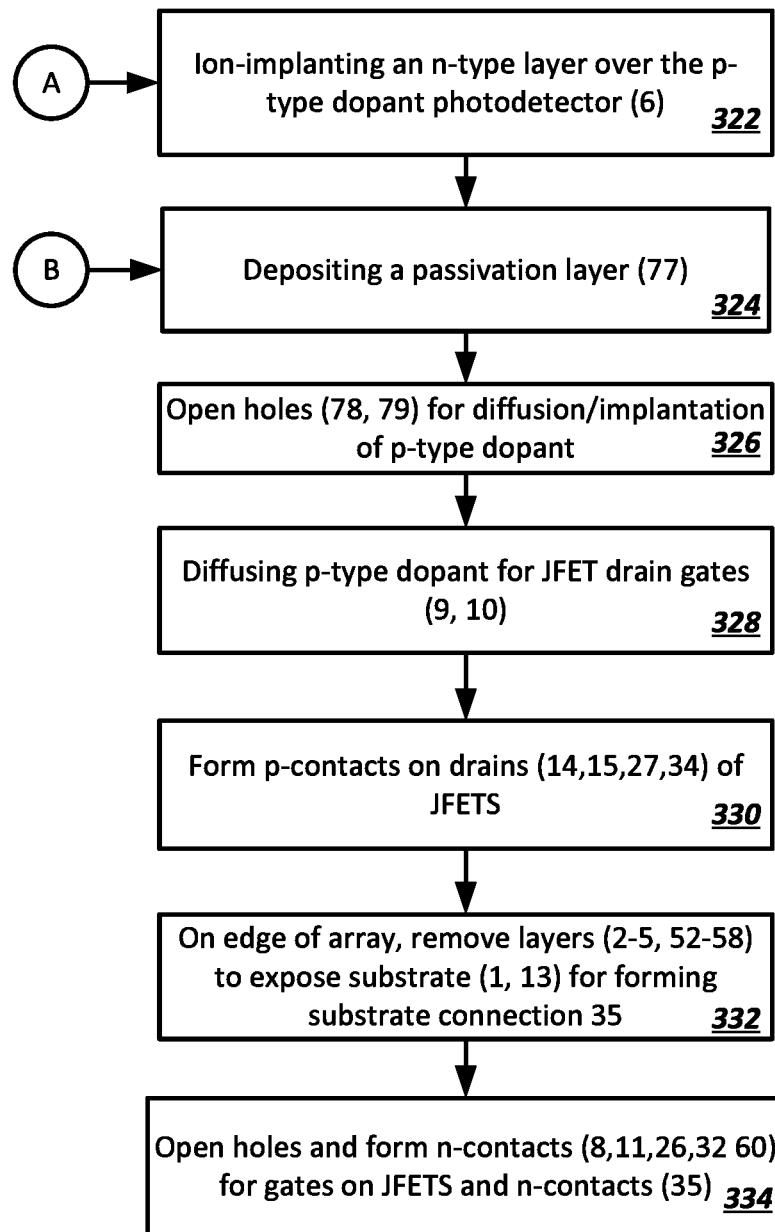 A
Ion-implanting an n-type layer over the p-
type dopant photodetector (6)
322
B
Depositing a passivation layer (77)
324
Open holes (78, 79) for diffusion/implantation
of p-type dopant
326
Diffusing p-type dopant for JFET drain gates
(9, 10)
328
Form p-contacts on drains (14,15,27,34) of
JFETS
330
On edge of array, remove layers (2-5, 52-58)
to expose substrate (1, 13) for forming
substrate connection 35
332
Open holes and form n-contacts (8,11,26,32 60)
for gates on JFETS and n-contacts (35)
334